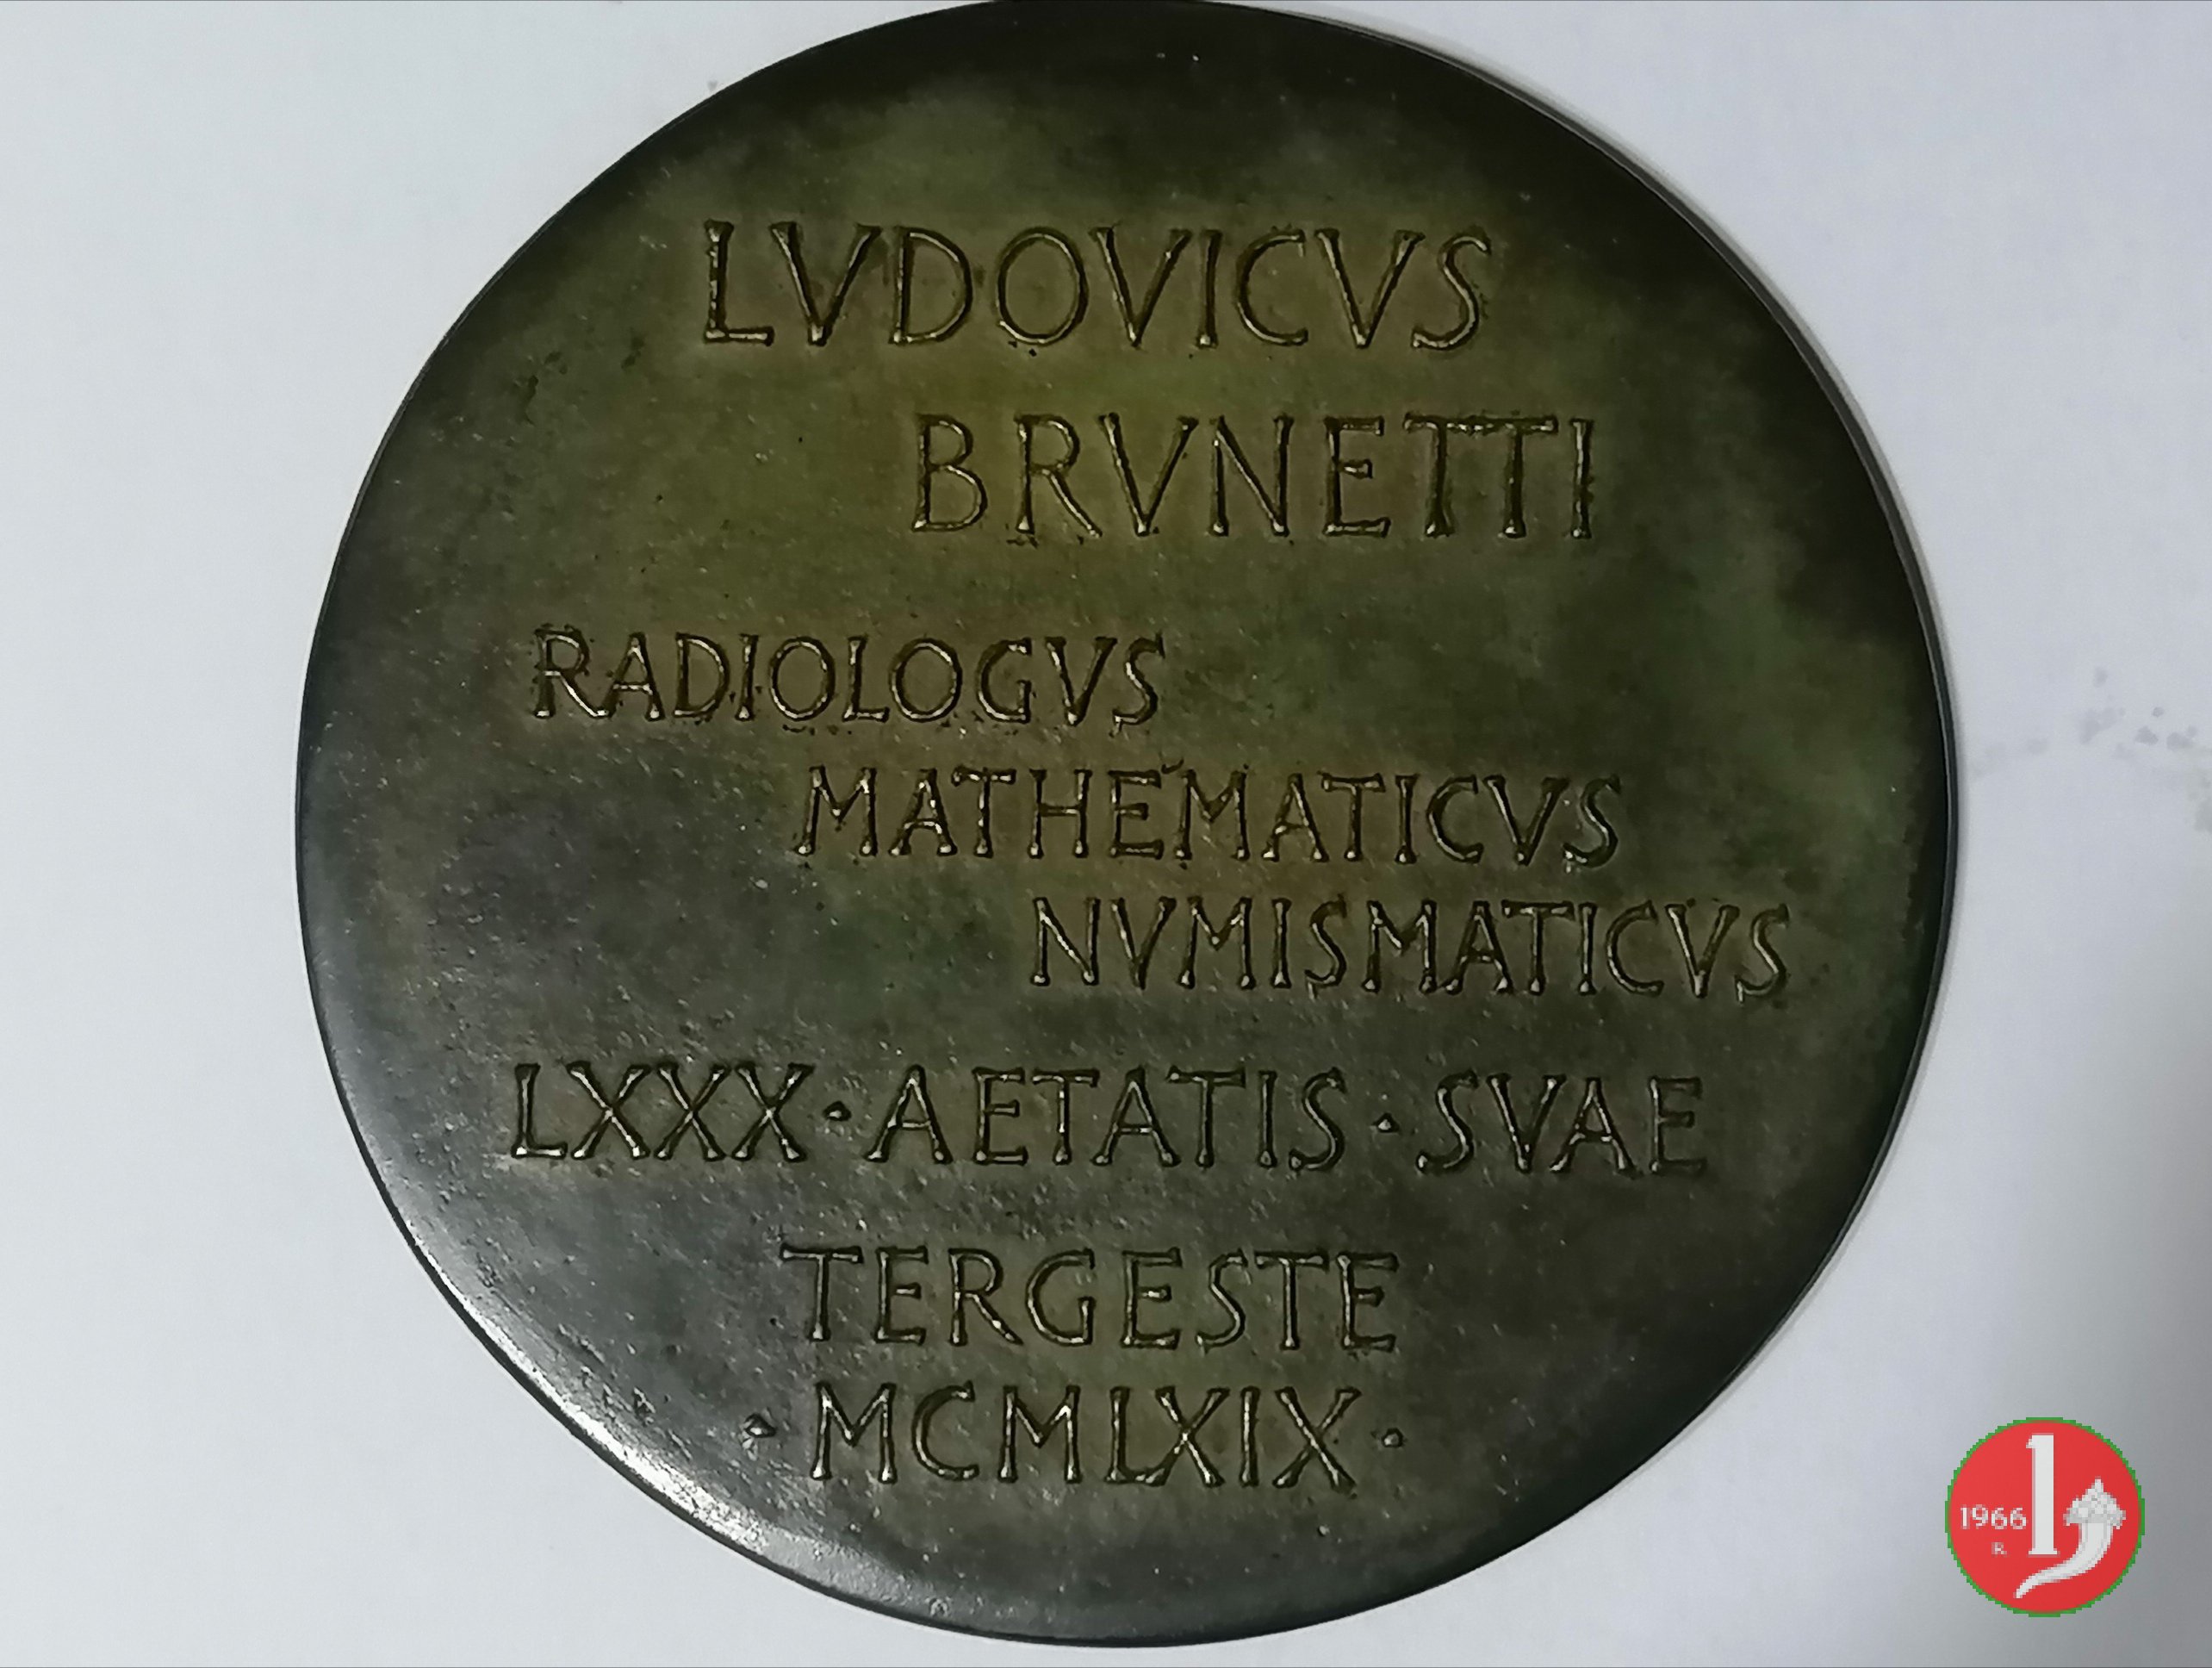 LVDOVICVS
BRVNETTI
RADIOLOGVS
MATHEMATICVS
NVMISMATICVS
LXXX · AETATIS · SVAE
TERGESTE
· MCMLXIX ·
1966
R